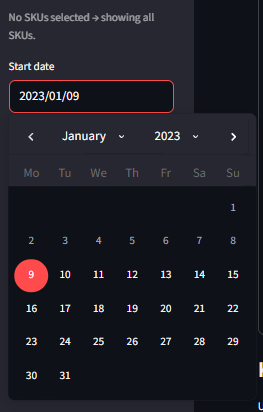 No SKUs selected → showing all
SKUs.
Start date
2023/01/09
January 2023
Mo Tu We Th Fr Sa Su
1
2 3 4 5 6 7 8
9 10 11 12 13 14 15
16 17 18 19 20 21 22
23 24 25 26 27 28 29
30 31